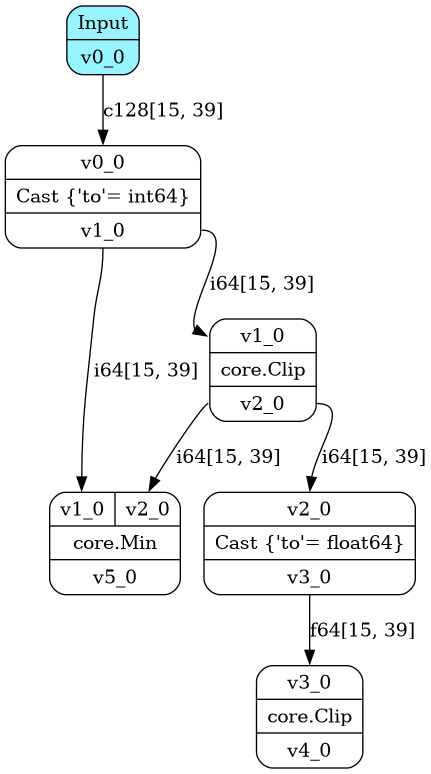 Input
v0_0
c128[15, 39]
v0_0
Cast {'to'= int64}
v1_0
i64[15, 39]
v1_0
core.Clip
v2_0
i64[15, 39]
i64[15, 39]
i64[15, 39]
v1_0 v2_0
core.Min
v5_0
v2_0
Cast {'to'= float64}
v3_0
f64[15, 39]
v3_0
core.Clip
v4_0